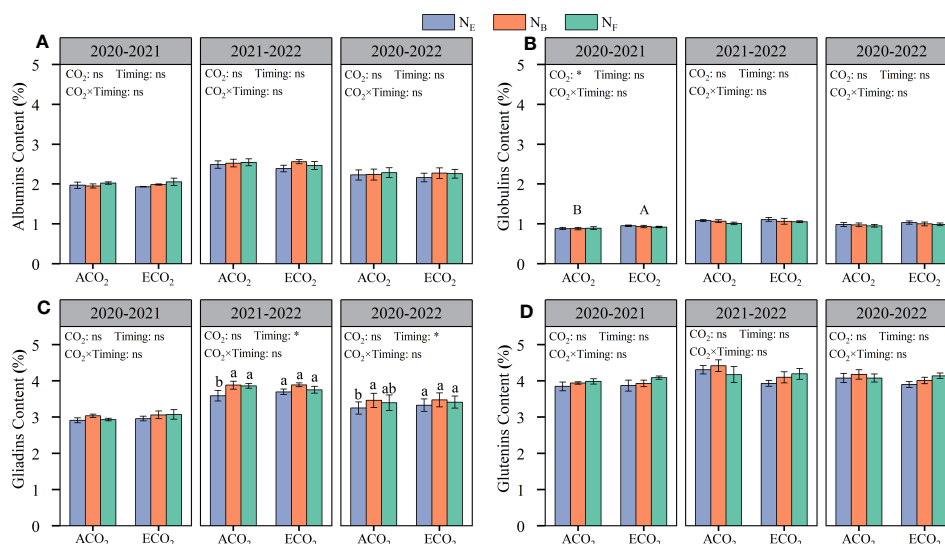 N_E N_B N_F
A
2020-2021 2021-2022 2020-2022
CO₂: ns Timing: ns CO₂: ns Timing: ns CO₂: ns Timing: ns
CO₂×Timing: ns CO₂×Timing: ns CO₂×Timing: ns
Albumins Content (%)
5
4
3
2
1
0
ACO₂ ECO₂ ACO₂ ECO₂ ACO₂ ECO₂
B
2020-2021 2021-2022 2020-2022
CO₂: * Timing: ns CO₂: ns Timing: ns CO₂: ns Timing: ns
CO₂×Timing: ns CO₂×Timing: ns CO₂×Timing: ns
Globulins Content (%)
5
4
3
2
1
0
B A
ACO₂ ECO₂ ACO₂ ECO₂ ACO₂ ECO₂
C
2020-2021 2021-2022 2020-2022
CO₂: ns Timing: ns CO₂: ns Timing: * CO₂: ns Timing: *
CO₂×Timing: ns CO₂×Timing: ns CO₂×Timing: ns
Gliadins Content (%)
5
4
3
2
1
0
b a a a a a b a ab a a a
ACO₂ ECO₂ ACO₂ ECO₂ ACO₂ ECO₂
D
2020-2021 2021-2022 2020-2022
CO₂: ns Timing: ns CO₂: ns Timing: ns CO₂: ns Timing: ns
CO₂×Timing: ns CO₂×Timing: ns CO₂×Timing: ns
Glutenins Content (%)
5
4
3
2
1
0
ACO₂ ECO₂ ACO₂ ECO₂ ACO₂ ECO₂